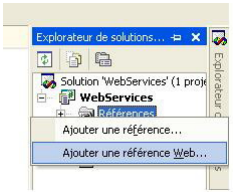 Explorateur de solutions...
Solution 'WebServices' (1 proje
WebServices
Références
Ajouter une référence...
Ajouter une référence Web...
Explorateur